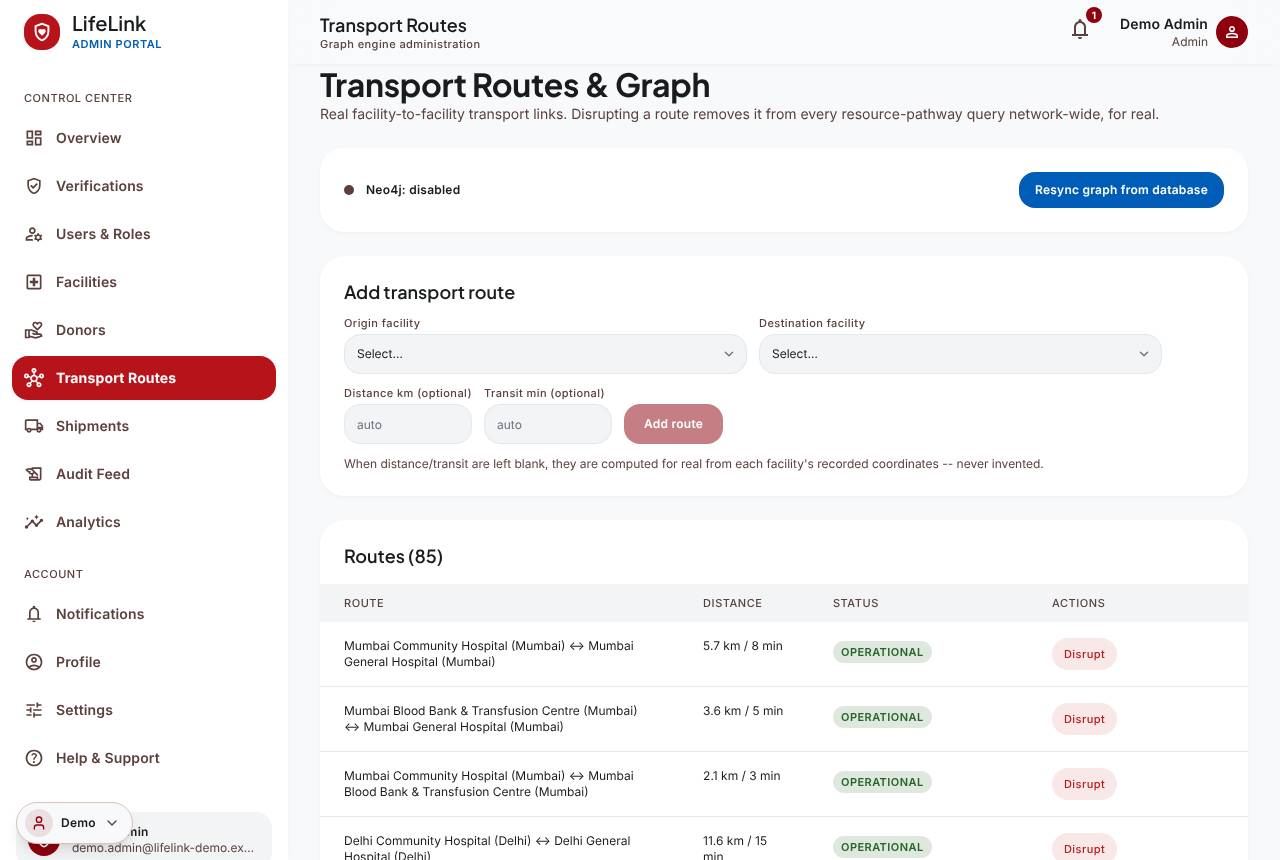 LifeLink
ADMIN PORTAL
CONTROL CENTER
Overview
Verifications
Users & Roles
Facilities
Donors
Transport Routes
Shipments
Audit Feed
Analytics
ACCOUNT
Notifications
Profile
Settings
Help & Support
Demo
min
demo.admin@lifelink-demo.ex...
Transport Routes
Graph engine administration
1
Demo Admin
Admin
Transport Routes & Graph
Real facility-to-facility transport links. Disrupting a route removes it from every resource-pathway query network-wide, for real.
Neo4j: disabled
Resync graph from database
Add transport route
Origin facility
Destination facility
Select...
Select...
Distance km (optional)
Transit min (optional)
auto
auto
Add route
When distance/transit are left blank, they are computed for real from each facility's recorded coordinates -- never invented.
Routes (85)
ROUTE
DISTANCE
STATUS
ACTIONS
Mumbai Community Hospital (Mumbai) ↔ Mumbai
General Hospital (Mumbai)
5.7 km / 8 min
OPERATIONAL
Disrupt
Mumbai Blood Bank & Transfusion Centre (Mumbai)
↔ Mumbai General Hospital (Mumbai)
3.6 km / 5 min
OPERATIONAL
Disrupt
Mumbai Community Hospital (Mumbai) ↔ Mumbai
Blood Bank & Transfusion Centre (Mumbai)
2.1 km / 3 min
OPERATIONAL
Disrupt
Delhi Community Hospital (Delhi) ↔ Delhi General
Hospital (Delhi)
11.6 km / 15
min
OPERATIONAL
Disrupt